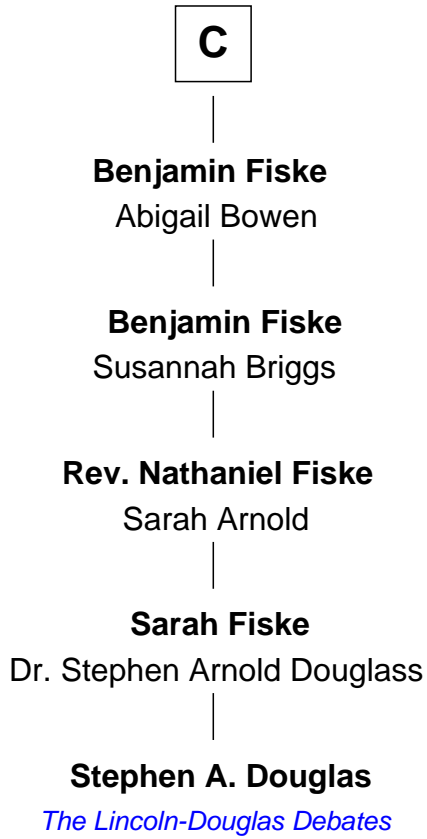 C
Benjamin Fiske
Abigail Bowen
Benjamin Fiske
Susannah Briggs
Rev. Nathaniel Fiske
Sarah Arnold
Sarah Fiske
Dr. Stephen Arnold Douglass
Stephen A. Douglas
The Lincoln-Douglas Debates